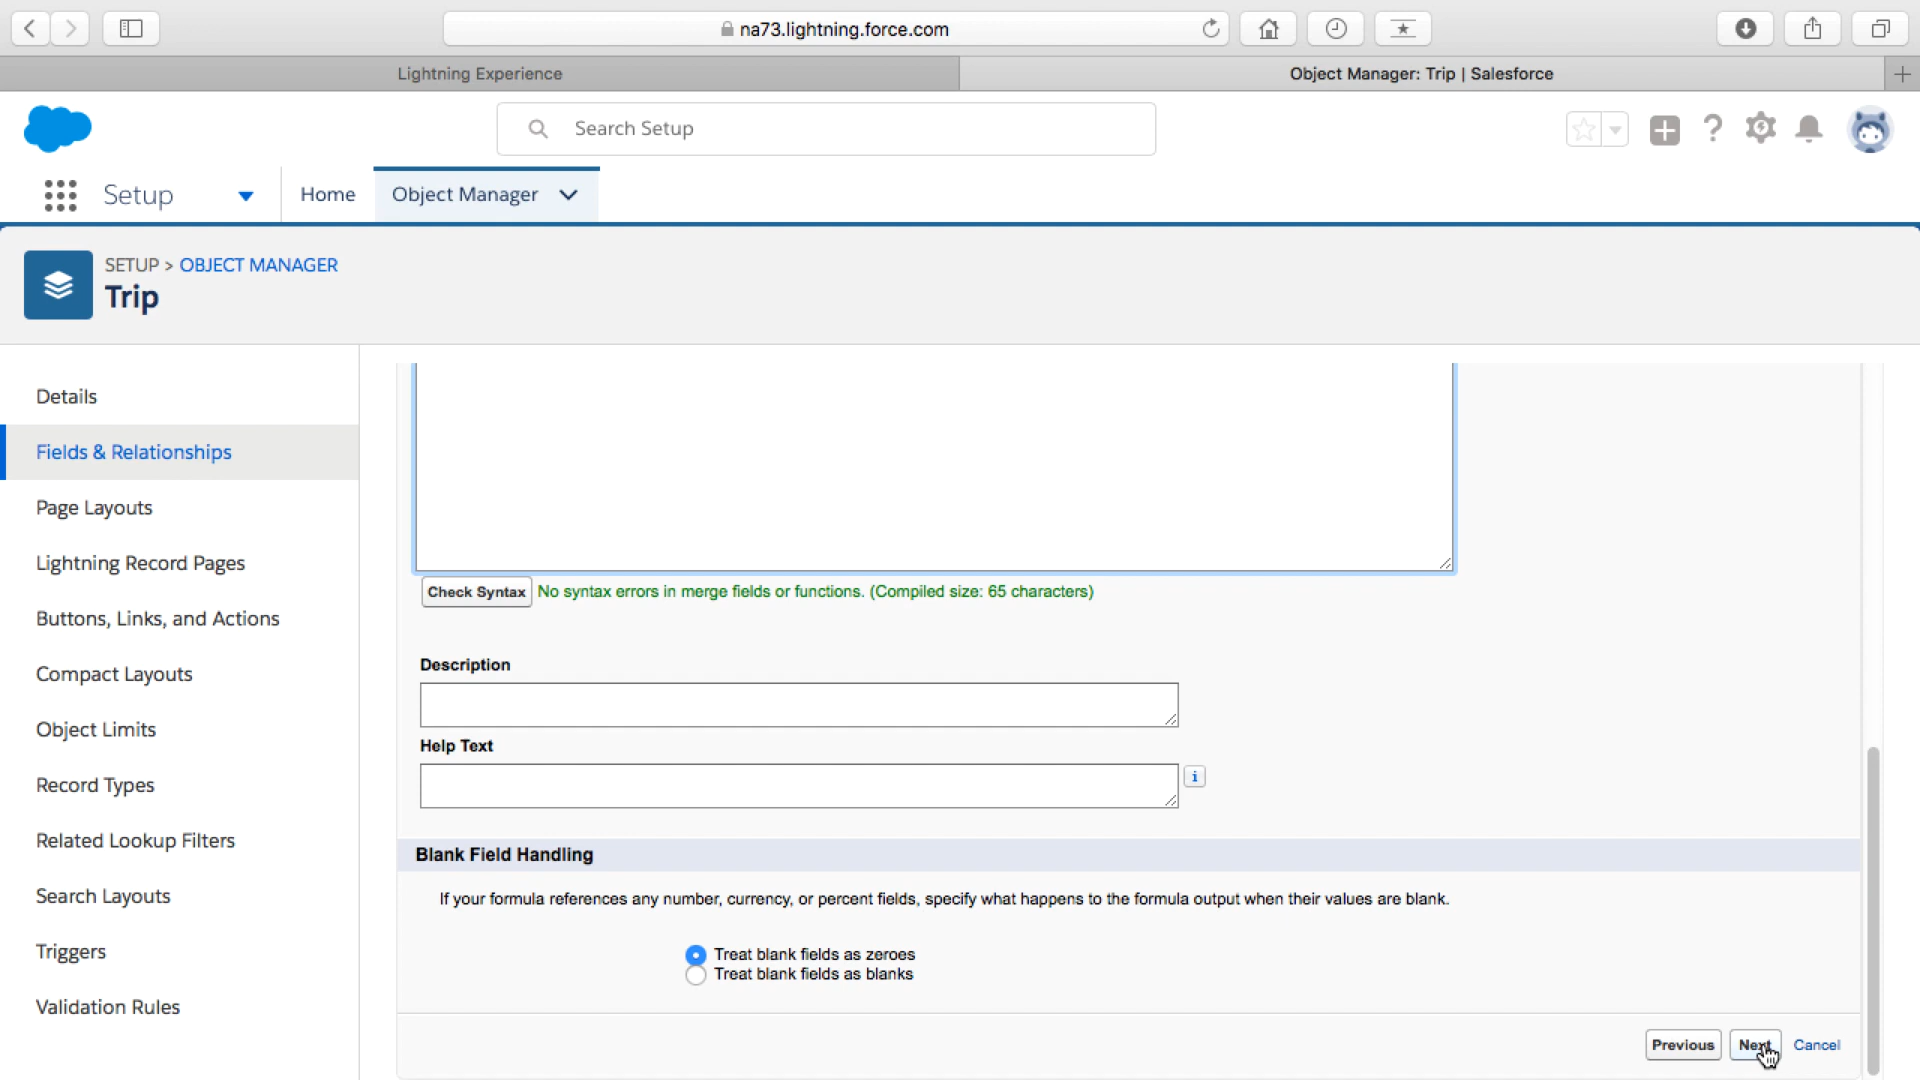 na73.lightning.force.com
Lightning Experience
Object Manager: Trip | Salesforce
Search Setup
Setup
Home
Object Manager
SETUP > OBJECT MANAGER
Trip
Details
Fields & Relationships
Page Layouts
Lightning Record Pages
Buttons, Links, and Actions
Compact Layouts
Object Limits
Record Types
Related Lookup Filters
Search Layouts
Triggers
Validation Rules
Check Syntax No syntax errors in merge fields or functions. (Compiled size: 65 characters)
Description
Help Text
i
Blank Field Handling
If your formula references any number, currency, or percent fields, specify what happens to the formula output when their values are blank.
Treat blank fields as zeroes
Treat blank fields as blanks
Previous Next Cancel